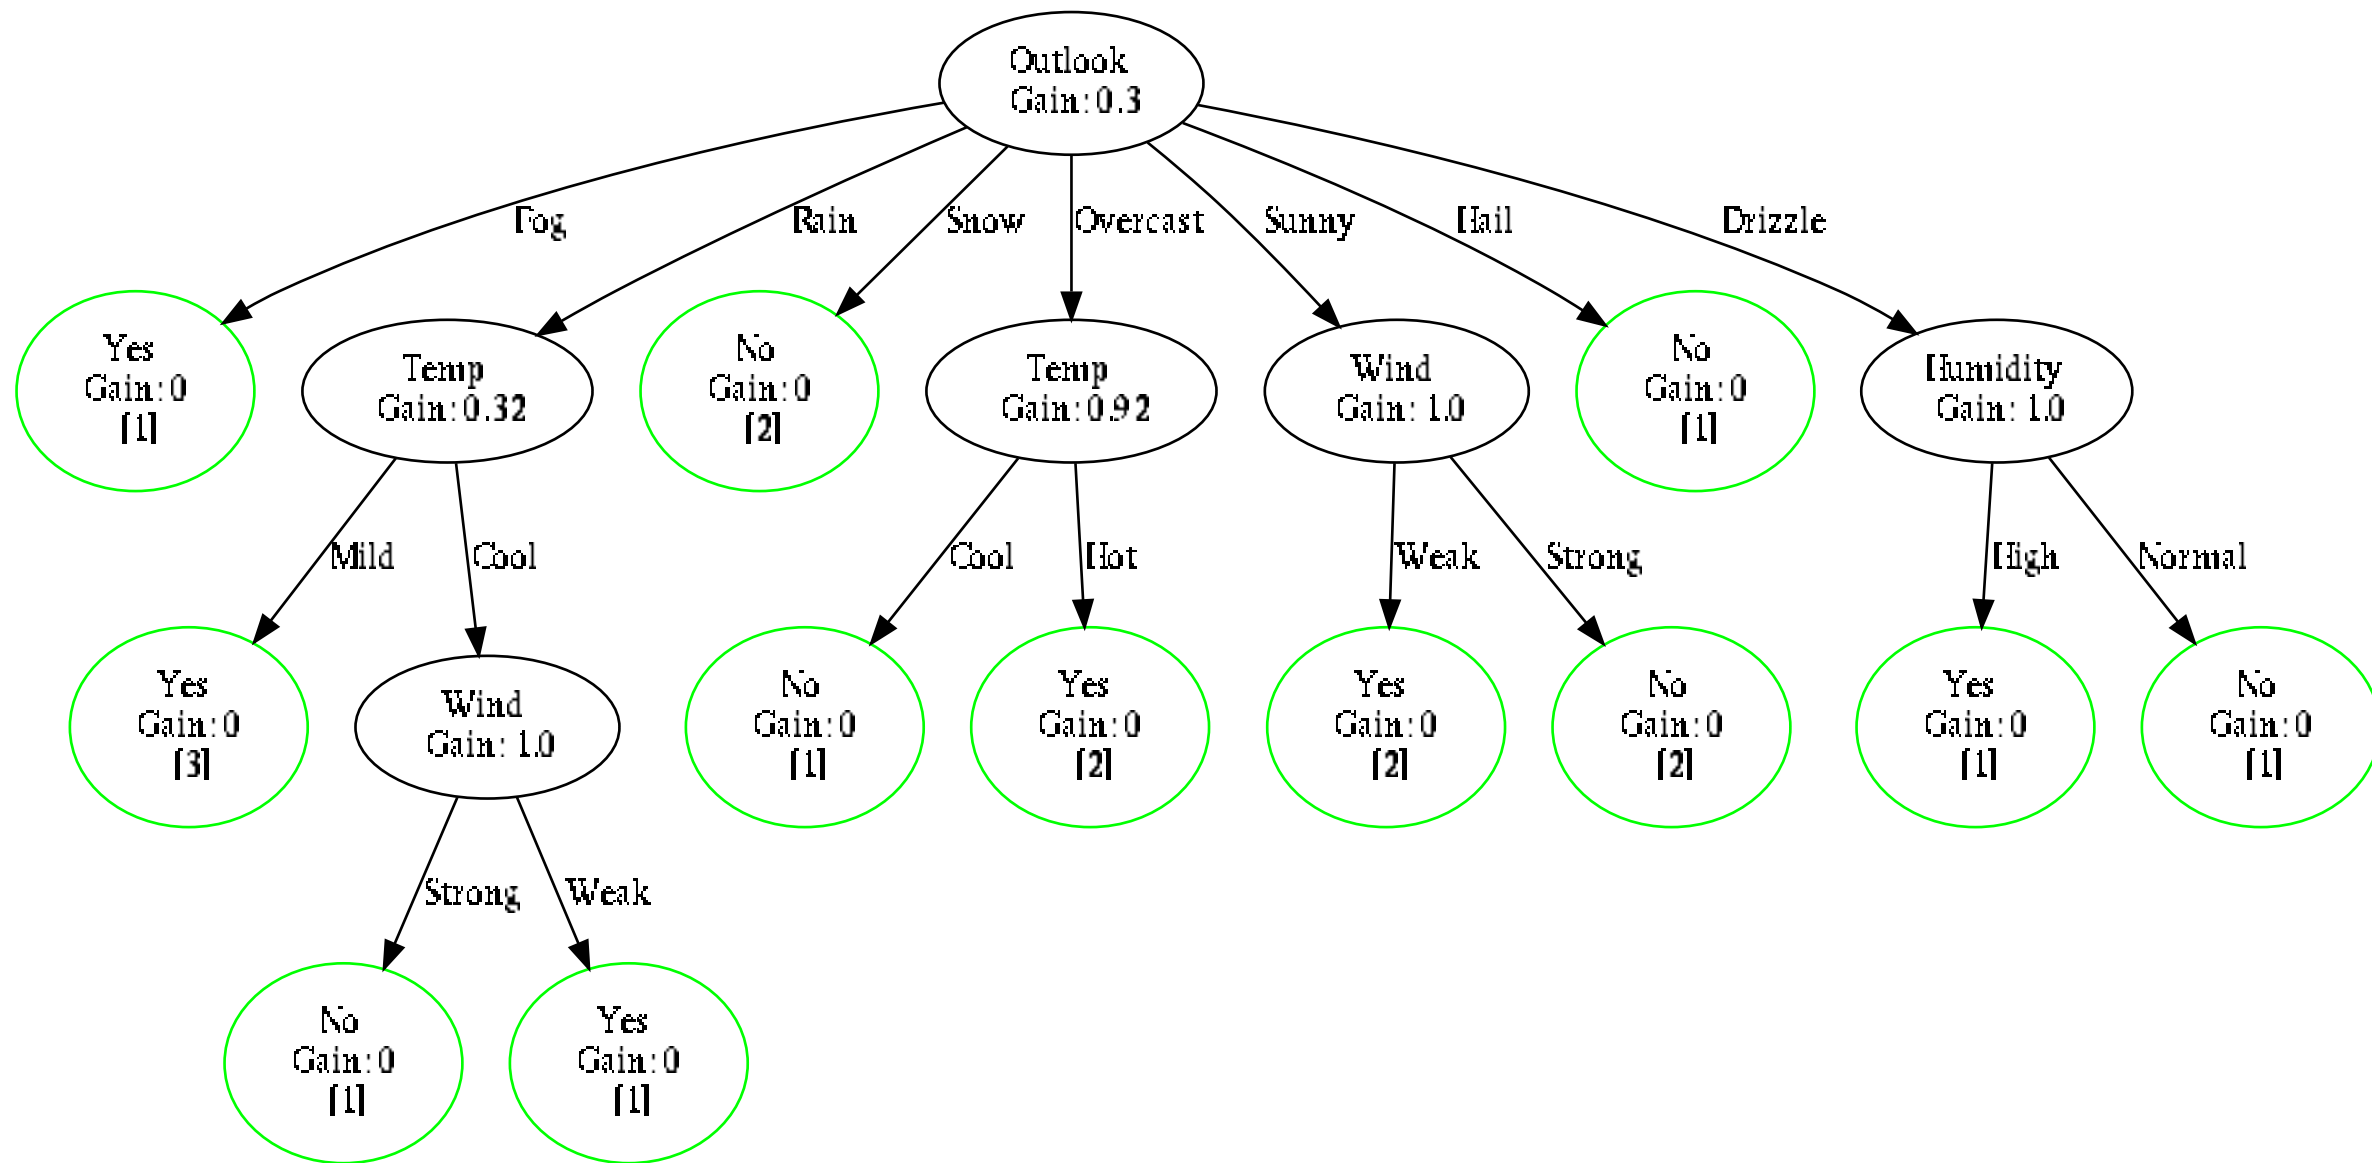 Outlook
Gain: 0.3
Fog
Rain
Snow
Overcast
Sunny
Hail
Drizzle
Yes
Gain: 0
[1]
Temp
Gain: 0.32
No
Gain: 0
[2]
Temp
Gain: 0.92
Wind
Gain: 1.0
No
Gain: 0
[1]
Humidity
Gain: 1.0
Mild
Cool
Cool
Hot
Weak
Strong
High
Normal
Yes
Gain: 0
[3]
Wind
Gain: 1.0
No
Gain: 0
[1]
Yes
Gain: 0
[2]
Yes
Gain: 0
[2]
No
Gain: 0
[2]
Yes
Gain: 0
[1]
No
Gain: 0
[1]
Strong
Weak
No
Gain: 0
[1]
Yes
Gain: 0
[1]